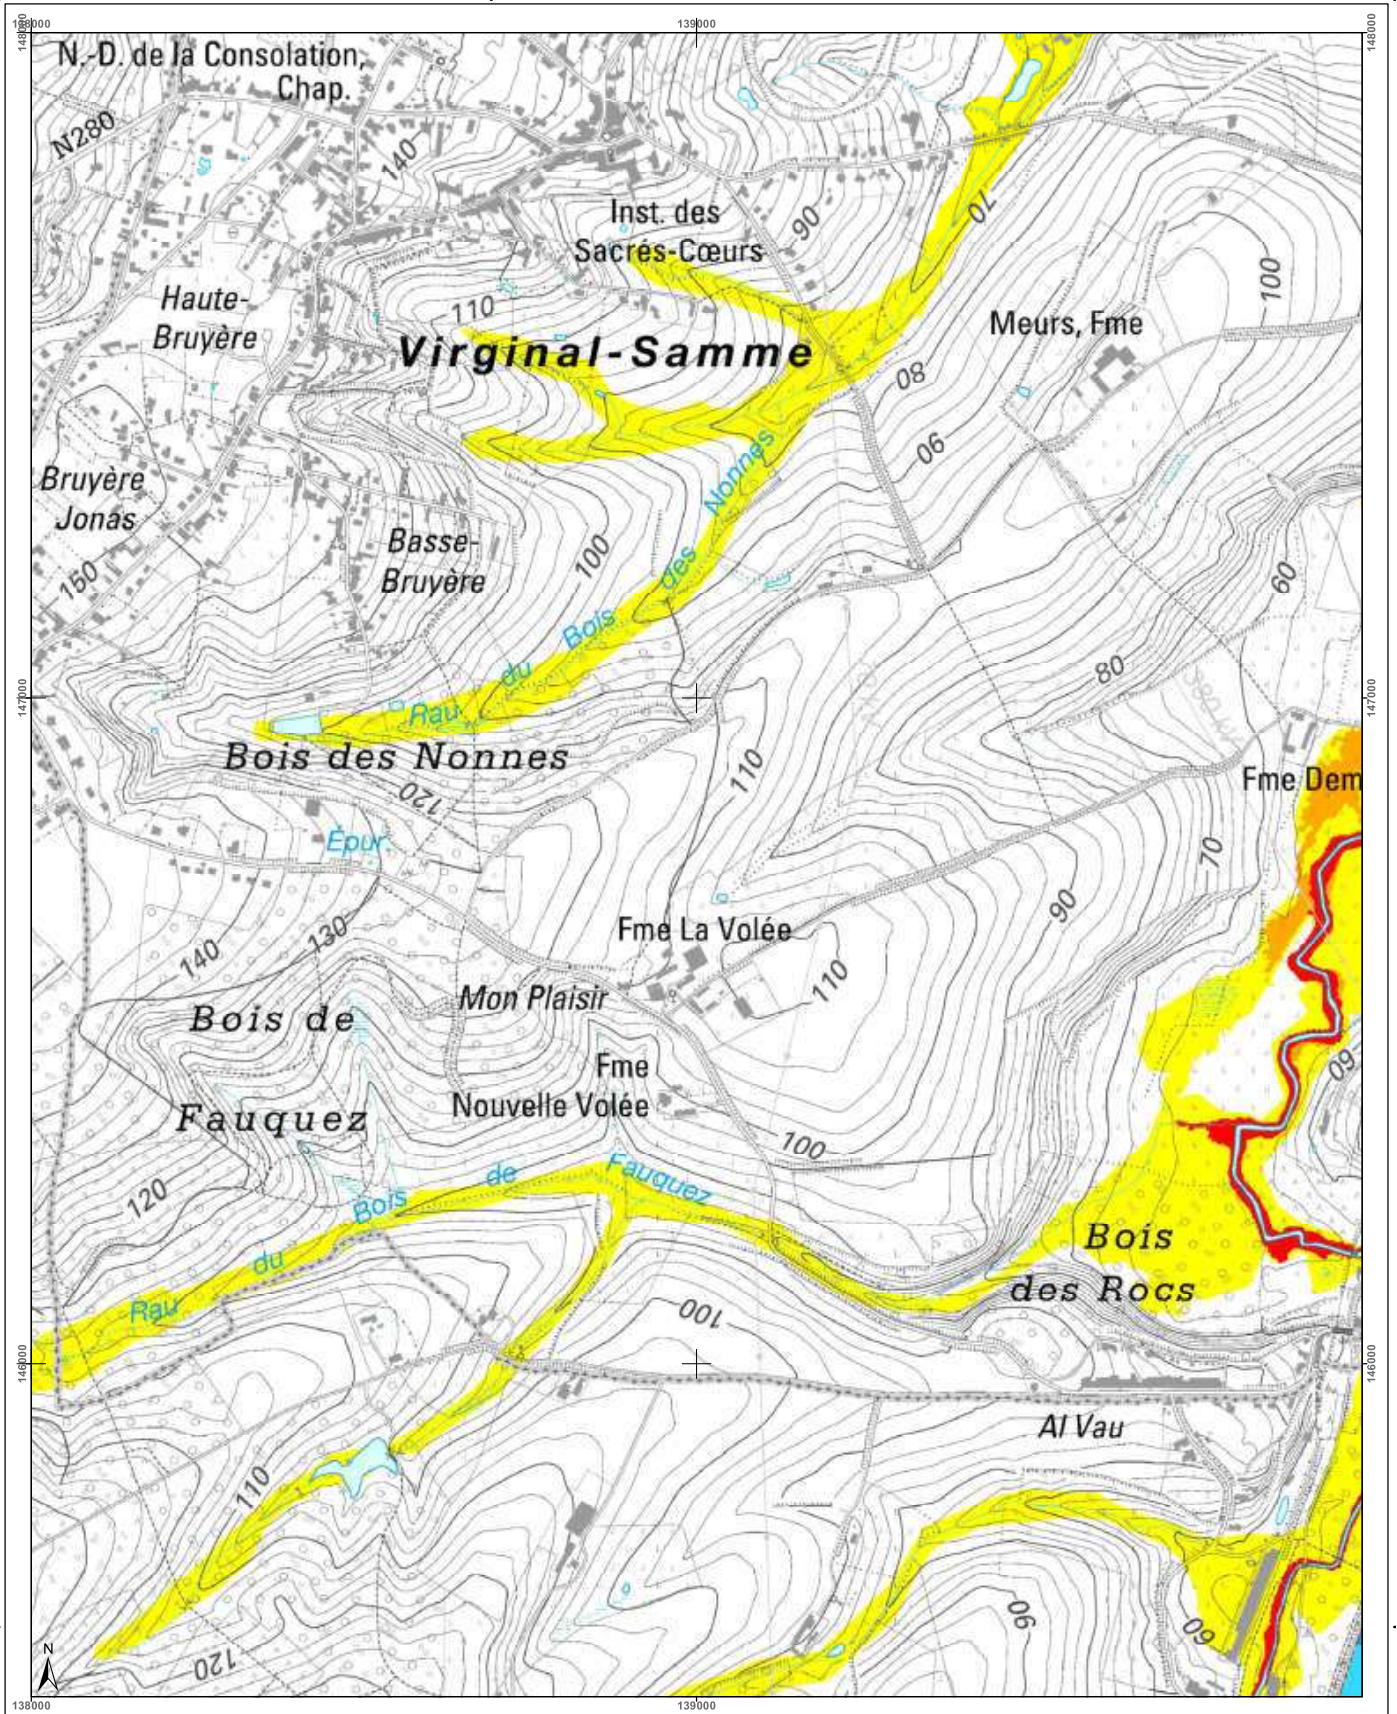 138000
139000
148000
148000
N.-D. de la Consolation,
Chap.
N280
140
Inst. des
Sacrés-Cœurs
90
70
100
Haute-
Bruyère
110
Virginal-Samme
Meurs, Fme
80
90
Nonnes
Bruyère
Jonas
Basse-
Bruyère
100
des
150
60
Bois
du
Rau
80
147000
147000
Bois des Nonnes
110
120
Fme Dem
Épur.
70
90
Fme La Volée
130
140
110
Mon Plaisir
Bois de
Fauquez
Fme
Nouvelle Volée
60
100
Fauquez
de
Bois
120
du
Rau
Bois
des Rocs
100
146000
146000
Al Vau
110
90
60
120
N
138000
139000